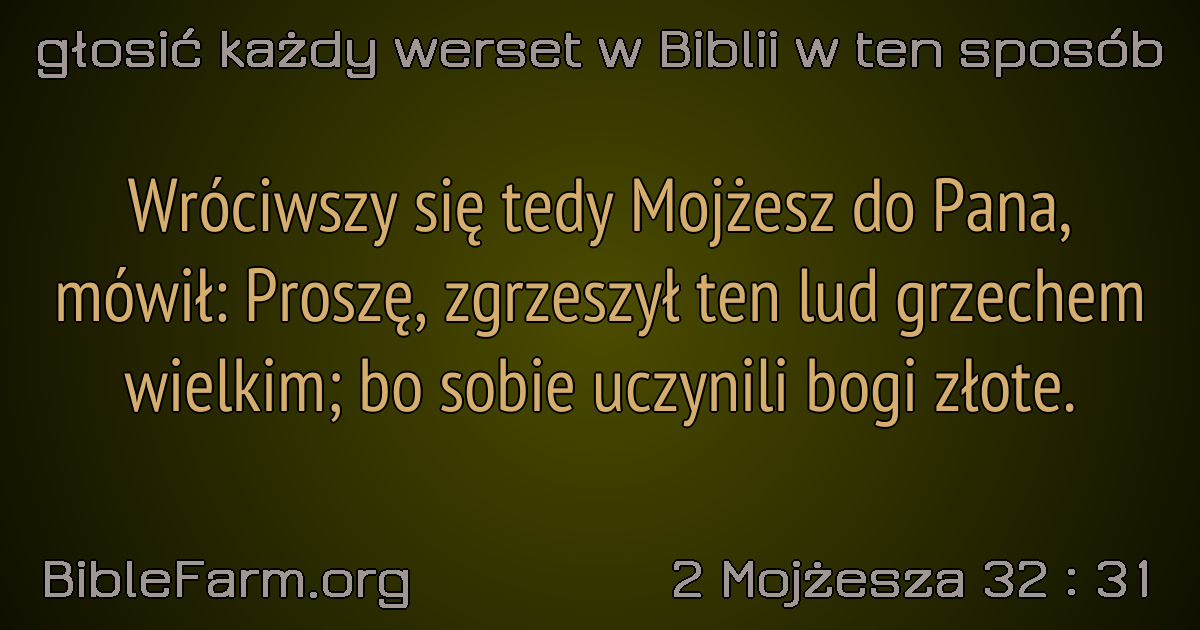 głosić każdy werset w Biblii w ten sposób
Wróciwszy się tedy Mojżesz do Pana,
mówił: Proszę, zgrzeszył ten lud grzechem
wielkim; bo sobie uczynili bogi złote.
BibleFarm.org
2 Mojżesza 32 : 31